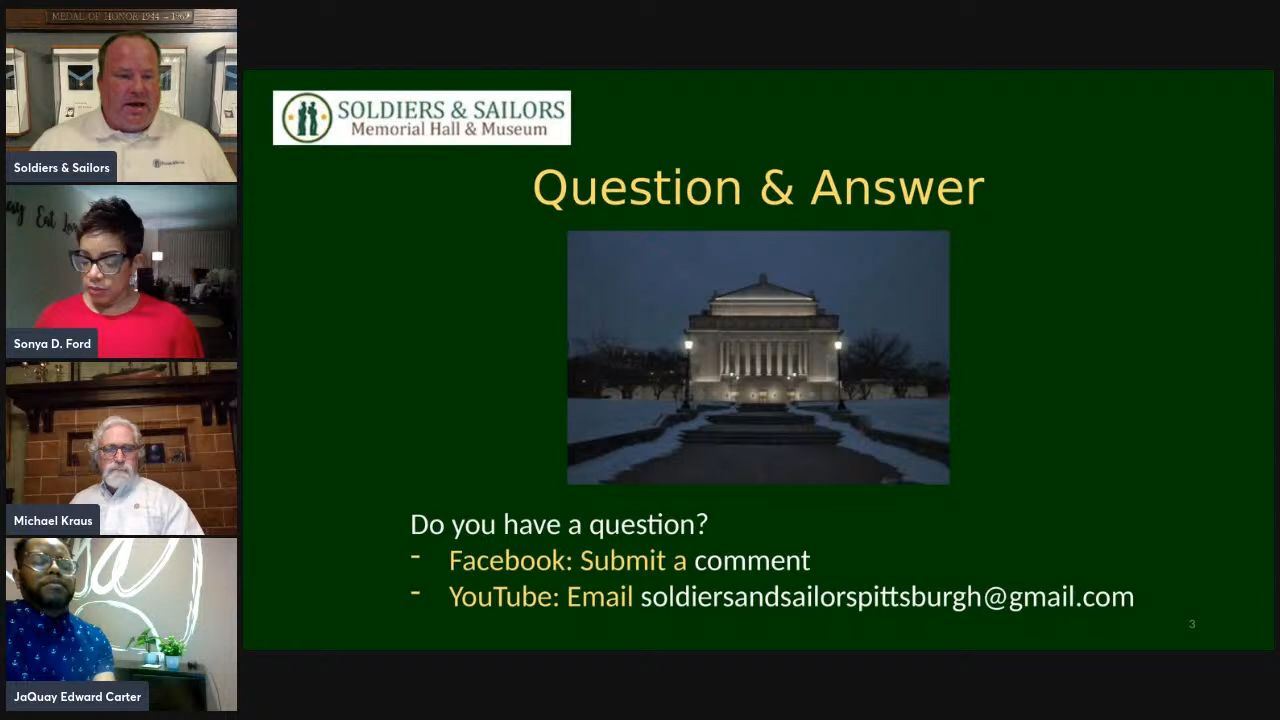 MEDAL OF HONOR 1944 - 1969
Soldiers & Sailors
Sonya D. Ford
Michael Kraus
JaQuay Edward Carter
SOLDIERS & SAILORS
Memorial Hall & Museum
Question & Answer
Do you have a question?
- Facebook: Submit a comment
- YouTube: Email soldiersandsailorspittsburgh@gmail.com
3